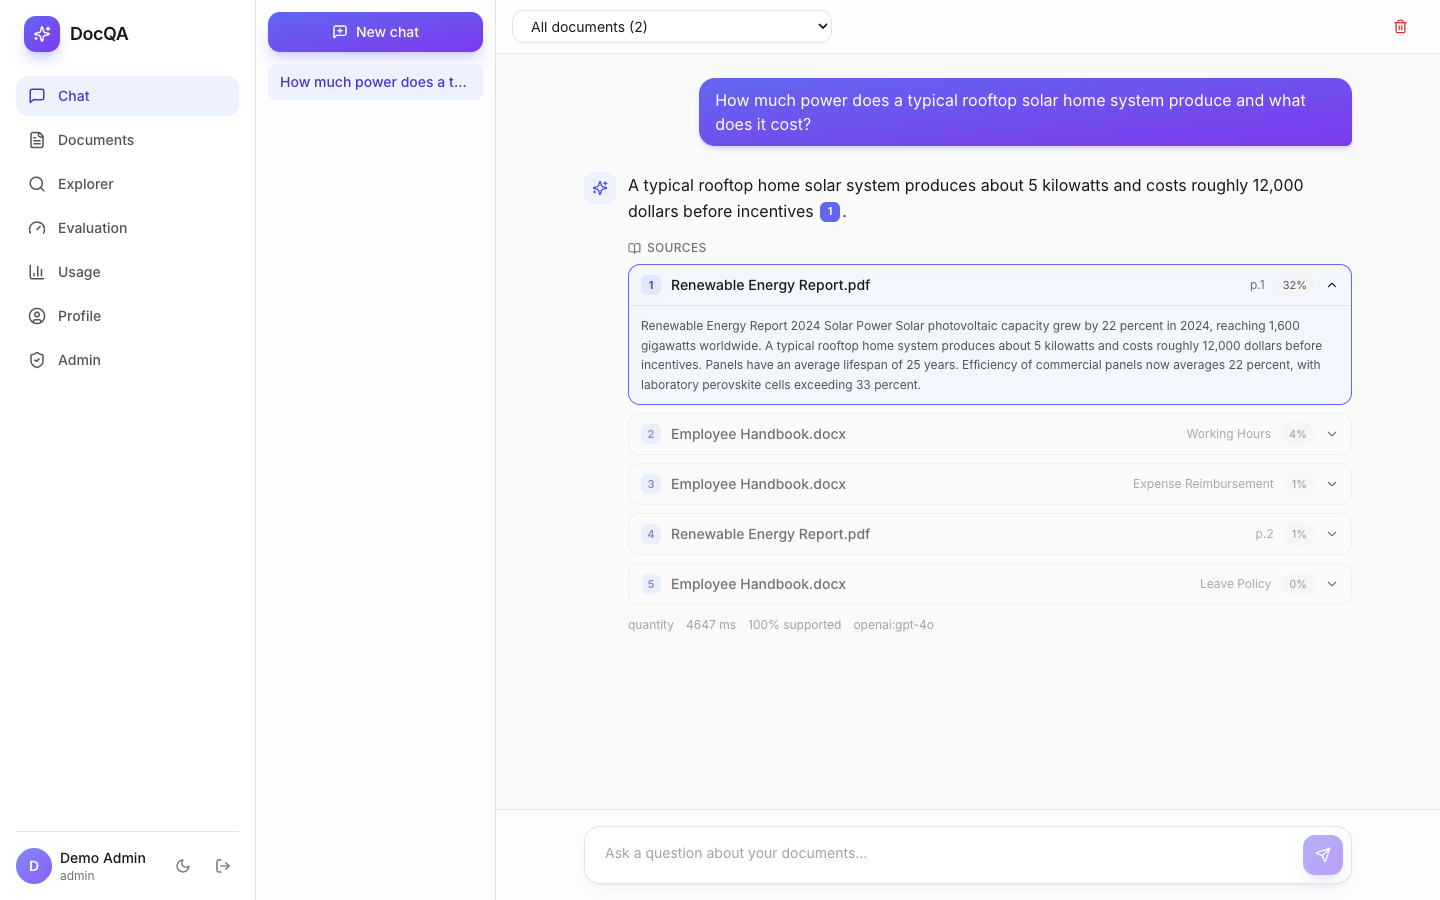 DocQA
Chat
Documents
Explorer
Evaluation
Usage
Profile
Admin
D
Demo Admin
admin
New chat
How much power does a t...
All documents (2)
How much power does a typical rooftop solar home system produce and what
does it cost?
A typical rooftop home solar system produces about 5 kilowatts and costs roughly 12,000
dollars before incentives 1 .
SOURCES
1 Renewable Energy Report.pdf p.1 32%
Renewable Energy Report 2024 Solar Power Solar photovoltaic capacity grew by 22 percent in 2024, reaching 1,600
gigawatts worldwide. A typical rooftop home system produces about 5 kilowatts and costs roughly 12,000 dollars before
incentives. Panels have an average lifespan of 25 years. Efficiency of commercial panels now averages 22 percent, with
laboratory perovskite cells exceeding 33 percent.
2 Employee Handbook.docx Working Hours 4%
3 Employee Handbook.docx Expense Reimbursement 1%
4 Renewable Energy Report.pdf p.2 1%
5 Employee Handbook.docx Leave Policy 0%
quantity 4647 ms 100% supported openai:gpt-4o
Ask a question about your documents...